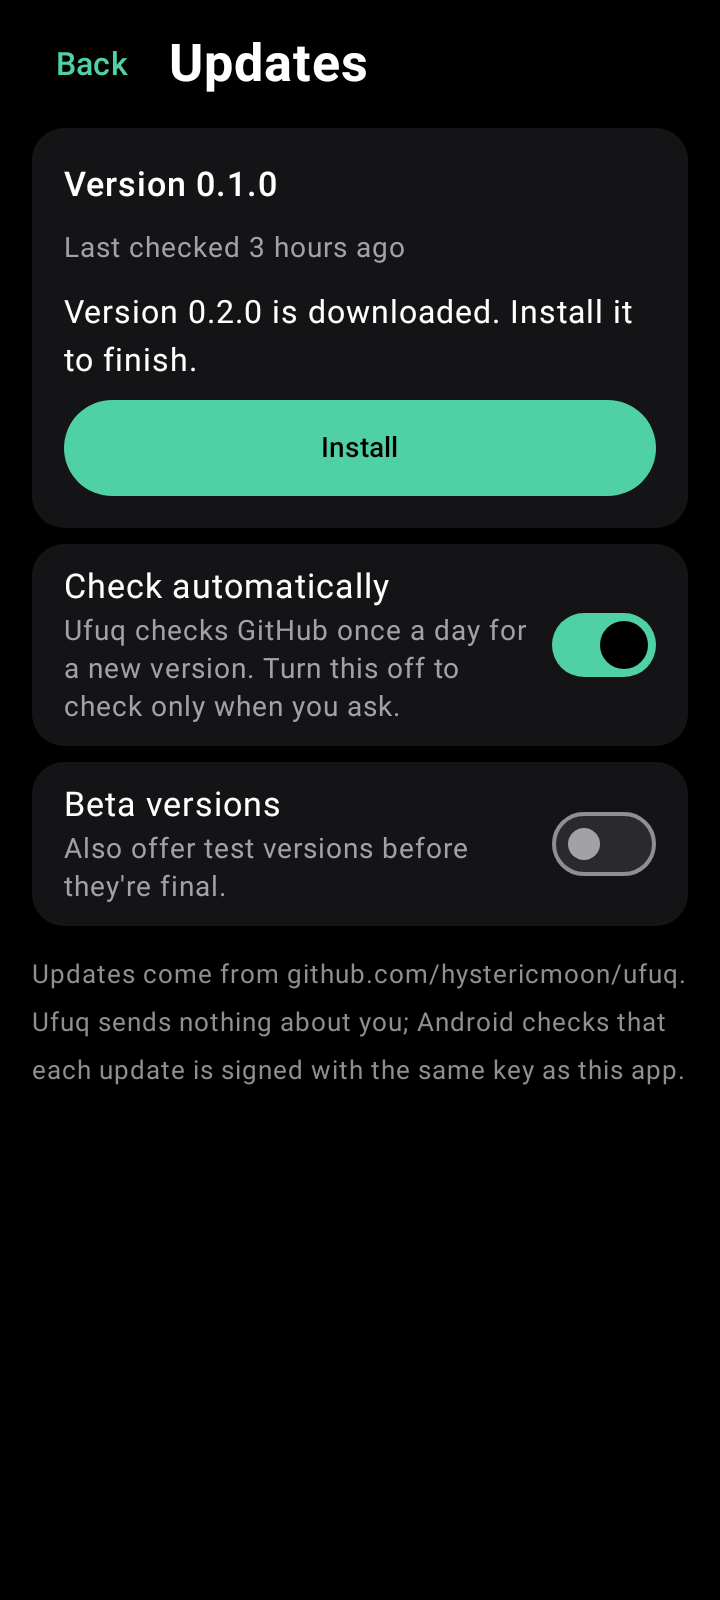 Back
Updates
Version 0.1.0
Last checked 3 hours ago
Version 0.2.0 is downloaded. Install it
to finish.
Install
Check automatically
Ufuq checks GitHub once a day for
a new version. Turn this off to
check only when you ask.
Beta versions
Also offer test versions before
they're final.
Updates come from github.com/hystericmoon/ufuq.
Ufuq sends nothing about you; Android checks that
each update is signed with the same key as this app.